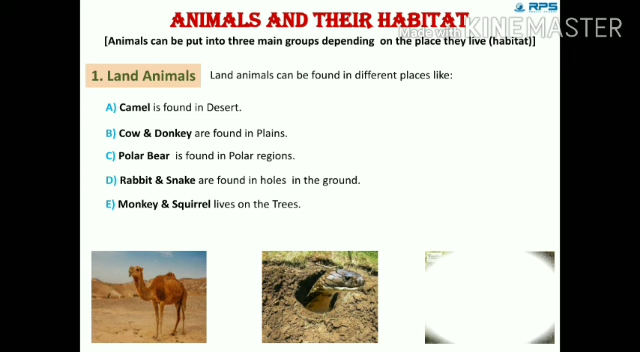 RPS
ANIMALS AND THEIR HABITAT
Made with KINEMASTER
[Animals can be put into three main groups depending on the place they live (habitat)]
1. Land Animals Land animals can be found in different places like:
A) Camel is found in Desert.
B) Cow & Donkey are found in Plains.
C) Polar Bear is found in Polar regions.
D) Rabbit & Snake are found in holes in the ground.
E) Monkey & Squirrel lives on the Trees.